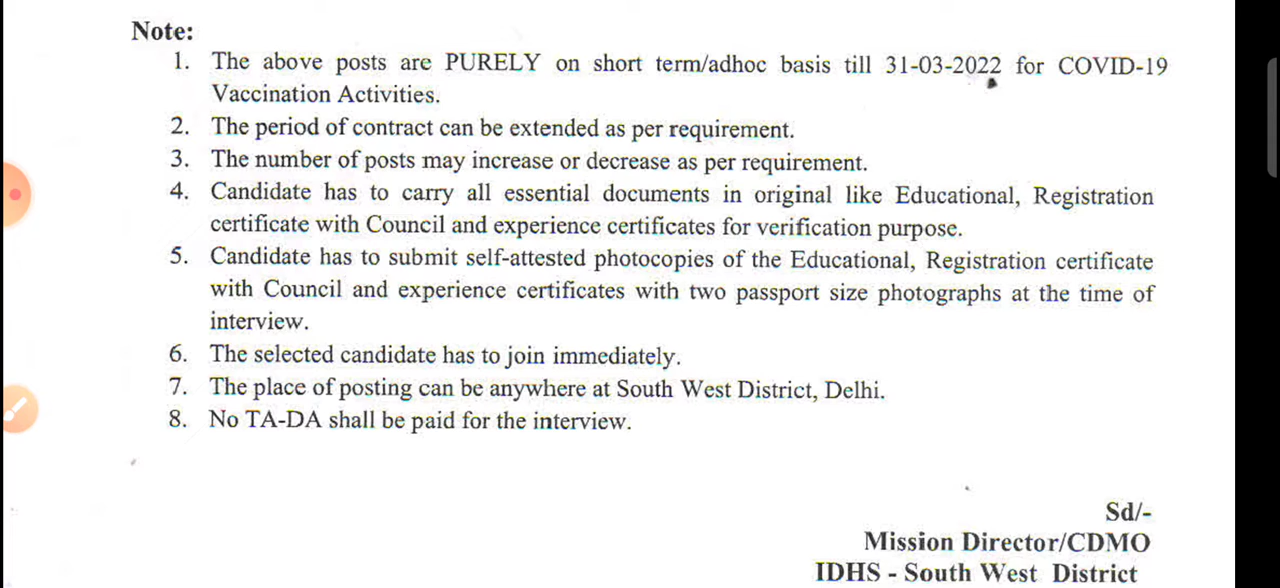 Note:
1. The above posts are PURELY on short term/adhoc basis till 31-03-2022 for COVID-19
Vaccination Activities.
2. The period of contract can be extended as per requirement.
3. The number of posts may increase or decrease as per requirement.
4. Candidate has to carry all essential documents in original like Educational, Registration
certificate with Council and experience certificates for verification purpose.
5. Candidate has to submit self-attested photocopies of the Educational, Registration certificate
with Council and experience certificates with two passport size photographs at the time of
interview.
6. The selected candidate has to join immediately.
7. The place of posting can be anywhere at South West District, Delhi.
8. No TA-DA shall be paid for the interview.
Sd/-
Mission Director/CDMO
IDHS - South West District